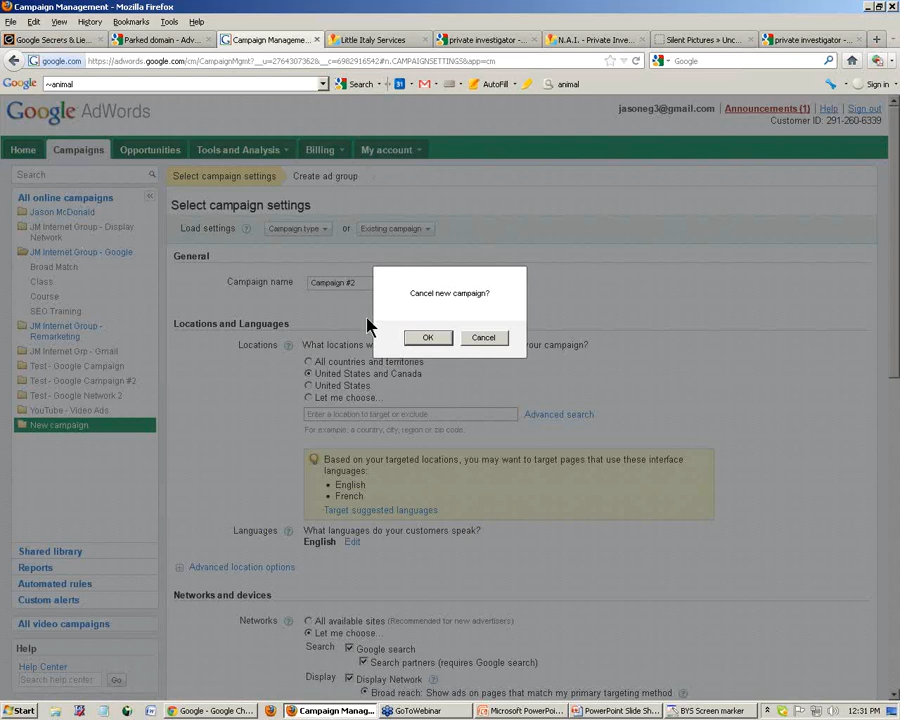 Campaign Management - Mozilla Firefox
File Edit View History Bookmarks Tools Help
Google Secrets & Lie...
Parked domain - Adv...
Campaign Manageme...
Little Italy Services
private investigator -...
N.A.I. - Private Inve...
Silent Pictures » Unc...
private investigator -...
google.com https://adwords.google.com/cm/CampaignMgmt?__u=2764307362&__c=6982916542#n.CAMPAIGNSETTINGS&app=cm
Google
Google ~animal Search AutoFill animal Sign in
Google AdWords
jasoneg3@gmail.com Announcements (1) Help Sign out
Customer ID: 291-260-6339
Home Campaigns Opportunities Tools and Analysis Billing My account
Search
Select campaign settings Create ad group
All online campaigns
Jason McDonald
JM Internet Group - Display
Network
JM Internet Group - Google
Broad Match
Class
Course
SEO Training
JM Internet Group -
Remarketing
JM Internet Grp - Gmail
Test - Google Campaign
Test - Google Campaign #2
Test - Google Network 2
YouTube - Video Ads
New campaign
Shared library
Reports
Automated rules
Custom alerts
All video campaigns
Help
Help Center
Search help center Go
Select campaign settings
Load settings Campaign type or Existing campaign
General
Campaign name Campaign #2
Cancel new campaign?
OK Cancel
Locations and Languages
Locations What locations w our campaign?
All countries and territories
United States and Canada
United States
Let me choose...
Enter a location to target or exclude Advanced search
For example, a country, city, region or zip code.
Based on your targeted locations, you may want to target pages that use these interface
languages:
• English
• French
Target suggested languages
Languages What languages do your customers speak?
English Edit
Advanced location options
Networks and devices
Networks All available sites (Recommended for new advertisers)
Let me choose...
Search Google search
Search partners (requires Google search)
Display Display Network
Broad reach: Show ads on pages that match my primary targeting method
Start
Google - Google Ch...
Campaign Manag...
GoToWebinar
Microsoft PowerPoi...
PowerPoint Slide Sh...
BYS Screen marker
12:31 PM